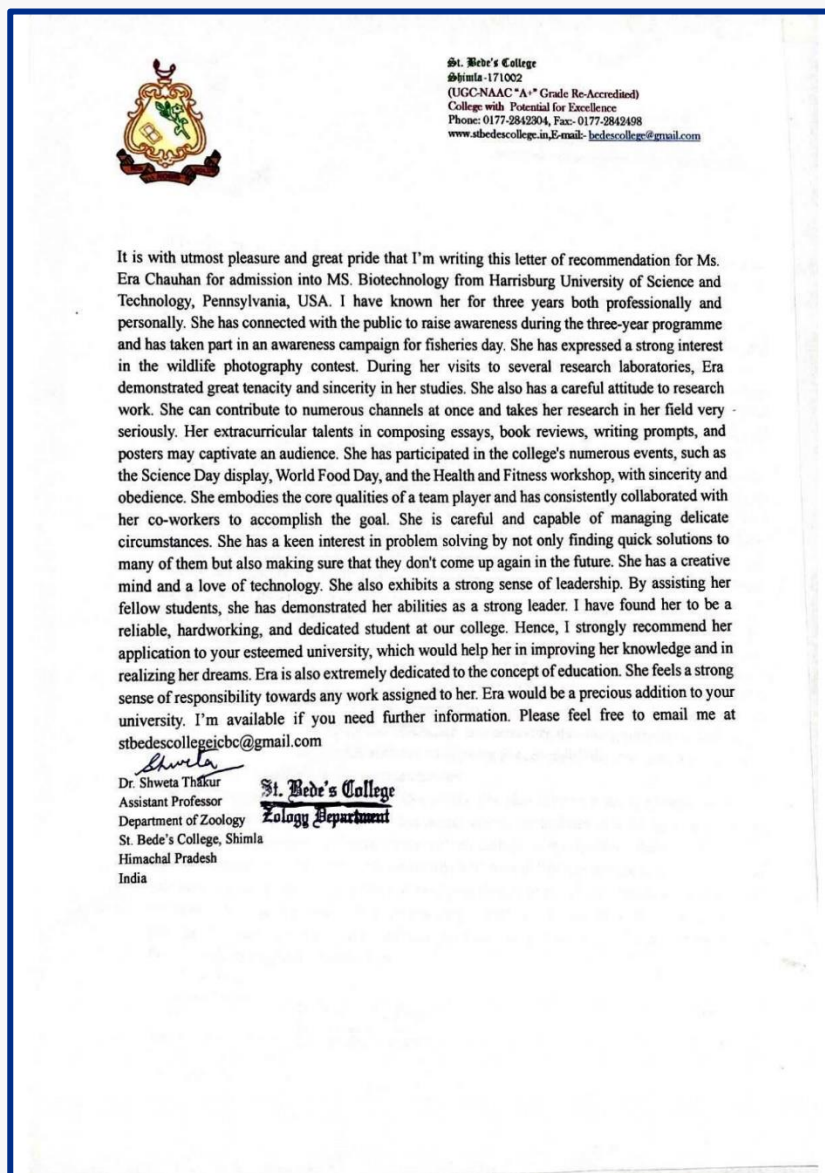 St. Bede's College
Shimla-171002
(UGC-NAAC "A+" Grade Re-Accredited)
College with Potential for Excellence
Phone: 0177-2842304, Fax:- 0177-2842498
www.stbedescollege.in,E-mail:- bedescollege@gmail.com
It is with utmost pleasure and great pride that I'm writing this letter of recommendation for Ms.
Era Chauhan for admission into MS. Biotechnology from Harrisburg University of Science and
Technology, Pennsylvania, USA. I have known her for three years both professionally and
personally. She has connected with the public to raise awareness during the three-year programme
and has taken part in an awareness campaign for fisheries day. She has expressed a strong interest
in the wildlife photography contest. During her visits to several research laboratories, Era
demonstrated great tenacity and sincerity in her studies. She also has a careful attitude to research
work. She can contribute to numerous channels at once and takes her research in her field very
seriously. Her extracurricular talents in composing essays, book reviews, writing prompts, and
posters may captivate an audience. She has participated in the college's numerous events, such as
the Science Day display, World Food Day, and the Health and Fitness workshop, with sincerity and
obedience. She embodies the core qualities of a team player and has consistently collaborated with
her co-workers to accomplish the goal. She is careful and capable of managing delicate
circumstances. She has a keen interest in problem solving by not only finding quick solutions to
many of them but also making sure that they don't come up again in the future. She has a creative
mind and a love of technology. She also exhibits a strong sense of leadership. By assisting her
fellow students, she has demonstrated her abilities as a strong leader. I have found her to be a
reliable, hardworking, and dedicated student at our college. Hence, I strongly recommend her
application to your esteemed university, which would help her in improving her knowledge and in
realizing her dreams. Era is also extremely dedicated to the concept of education. She feels a strong
sense of responsibility towards any work assigned to her. Era would be a precious addition to your
university. I'm available if you need further information. Please feel free to email me at
stbedescollegejcbc@gmail.com
Shweta
Dr. Shweta Thakur
Assistant Professor
Department of Zoology
St. Bede's College, Shimla
Himachal Pradesh
India
St. Bede's College
Zology Department